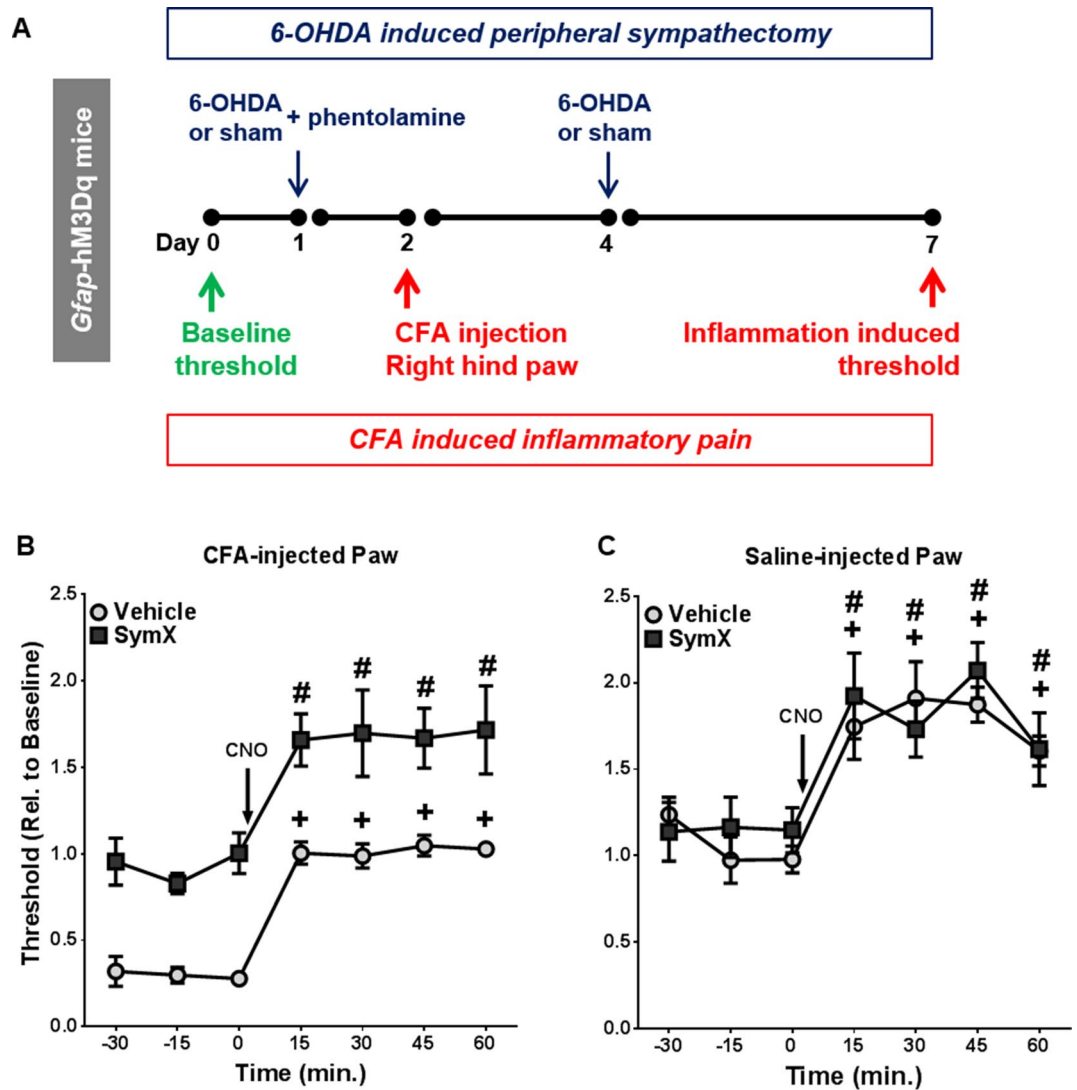 A
6-OHDA induced peripheral sympathectomy
Gfap-hM3Dq mice
6-OHDA
or sham
+ phentolamine
6-OHDA
or sham
Day 0
1
2
4
7
Baseline
threshold
CFA injection
Right hind paw
Inflammation induced
threshold
CFA induced inflammatory pain
B
CFA-injected Paw
Threshold (Rel. to Baseline)
2.5
2.0
1.5
1.0
0.5
0.0
Vehicle
SymX
CNO
# # # #
+ + + +
-30 -15 0 15 30 45 60
Time (min.)
C
Saline-injected Paw
2.5
2.0
1.5
1.0
0.5
0.0
Vehicle
SymX
CNO
# # # #
+ + + +
-30 -15 0 15 30 45 60
Time (min.)